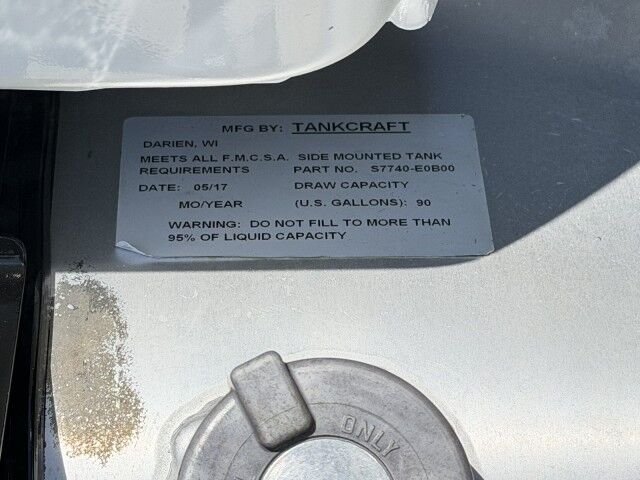 MFG BY: TANKCRAFT
DARIEN, WI
MEETS ALL F.M.C.S.A. SIDE MOUNTED TANK
REQUIREMENTS PART NO. S7740-E0B00
DATE: 05/17 DRAW CAPACITY
MO/YEAR (U.S. GALLONS): 90
WARNING: DO NOT FILL TO MORE THAN
95% OF LIQUID CAPACITY
ONLY